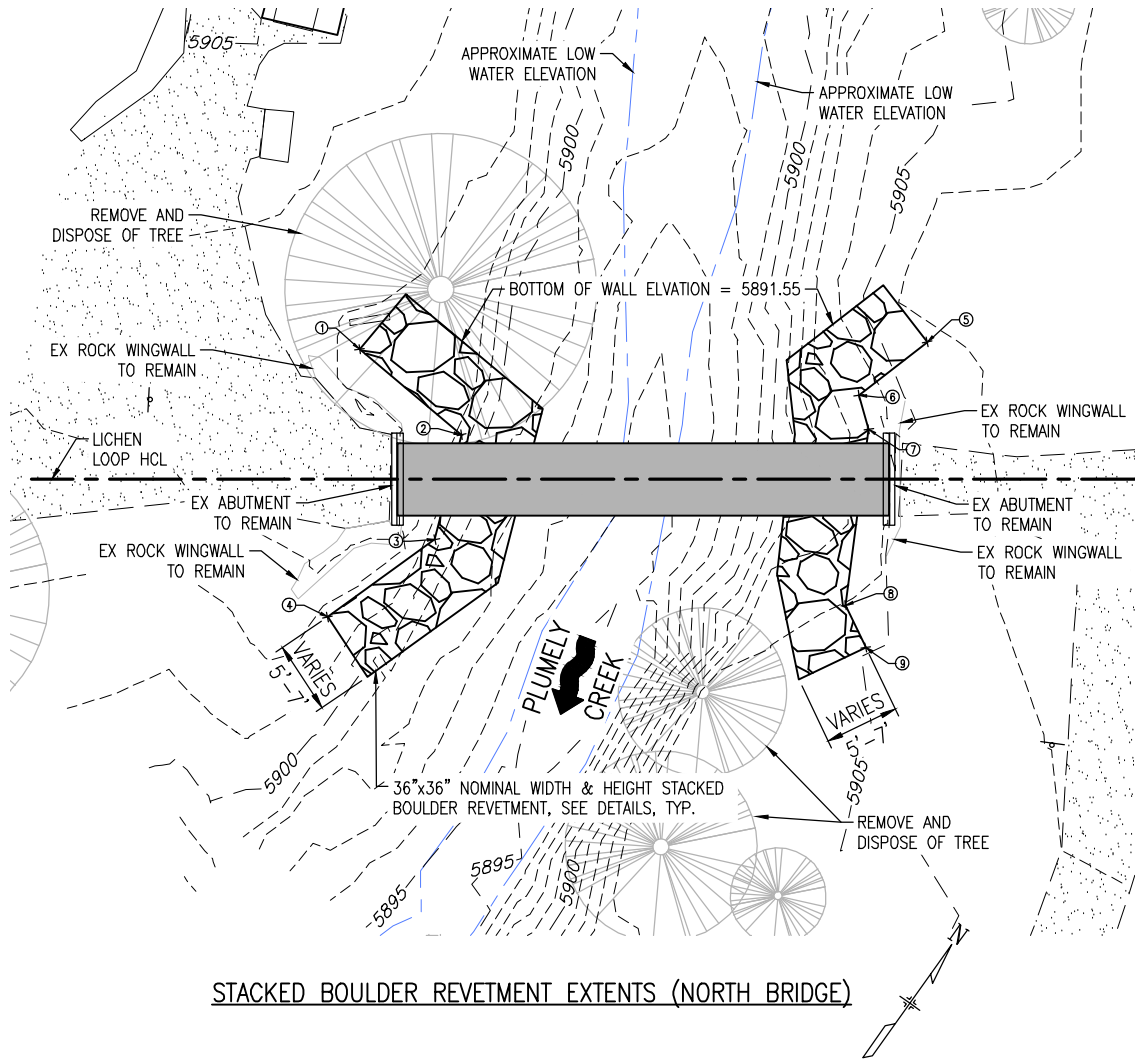 5905
APPROXIMATE LOW
WATER ELEVATION
APPROXIMATE LOW
WATER ELEVATION
5900
5900
5905
REMOVE AND
DISPOSE OF TREE
BOTTOM OF WALL ELVATION = 5891.55
1
5
EX ROCK WINGWALL
TO REMAIN
6
EX ROCK WINGWALL
TO REMAIN
2
7
LICHEN
LOOP HCL
EX ABUTMENT
TO REMAIN
EX ABUTMENT
TO REMAIN
3
EX ROCK WINGWALL
TO REMAIN
EX ROCK WINGWALL
TO REMAIN
4
8
9
VARIES
5'-7'
PLUMELY
CREEK
VARIES
5'-7'
5900
5905
36"x36" NOMINAL WIDTH & HEIGHT STACKED
BOULDER REVETMENT, SEE DETAILS, TYP.
REMOVE AND
DISPOSE OF TREE
5895
5895
5900
N
STACKED BOULDER REVETMENT EXTENTS (NORTH BRIDGE)